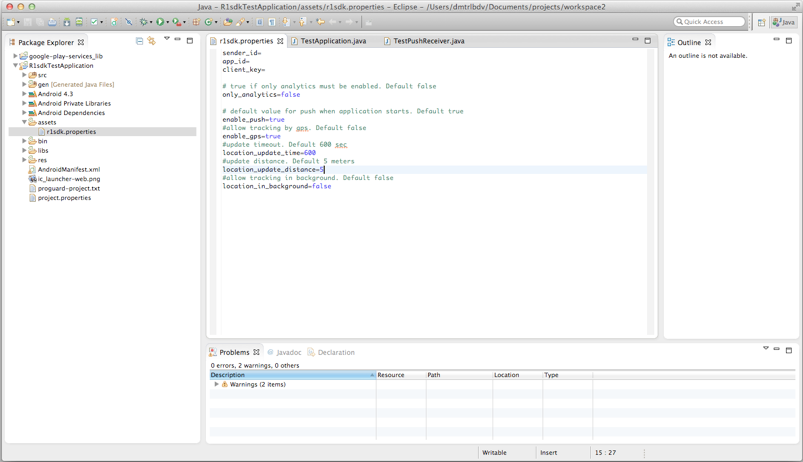 Java - R1sdkTestApplication/assets/r1sdk.properties - Eclipse - /Users/dmtrlbdv/Documents/projects/workspace2
Quick Access
Java
Package Explorer
google-play-services_lib
R1sdkTestApplication
src
gen [Generated Java Files]
Android 4.3
Android Private Libraries
Android Dependencies
assets
r1sdk.properties
bin
libs
res
AndroidManifest.xml
ic_launcher-web.png
proguard-project.txt
project.properties
r1sdk.properties
TestApplication.java
TestPushReceiver.java
sender_id=
app_id=
client_key=
# true if only analytics must be enabled. Default false
only_analytics=false
# default value for push when application starts. Default true
enable_push=true
#allow tracking by gps. Default false
enable_gps=true
#update timeout. Default 600 sec
location_update_time=600
#update distance. Default 5 meters
location_update_distance=5
#allow tracking in background. Default false
location_in_background=false
Outline
An outline is not available.
Problems
Javadoc
Declaration
0 errors, 2 warnings, 0 others
Description Resource Path Location Type
Warnings (2 items)
Writable Insert 15 : 27